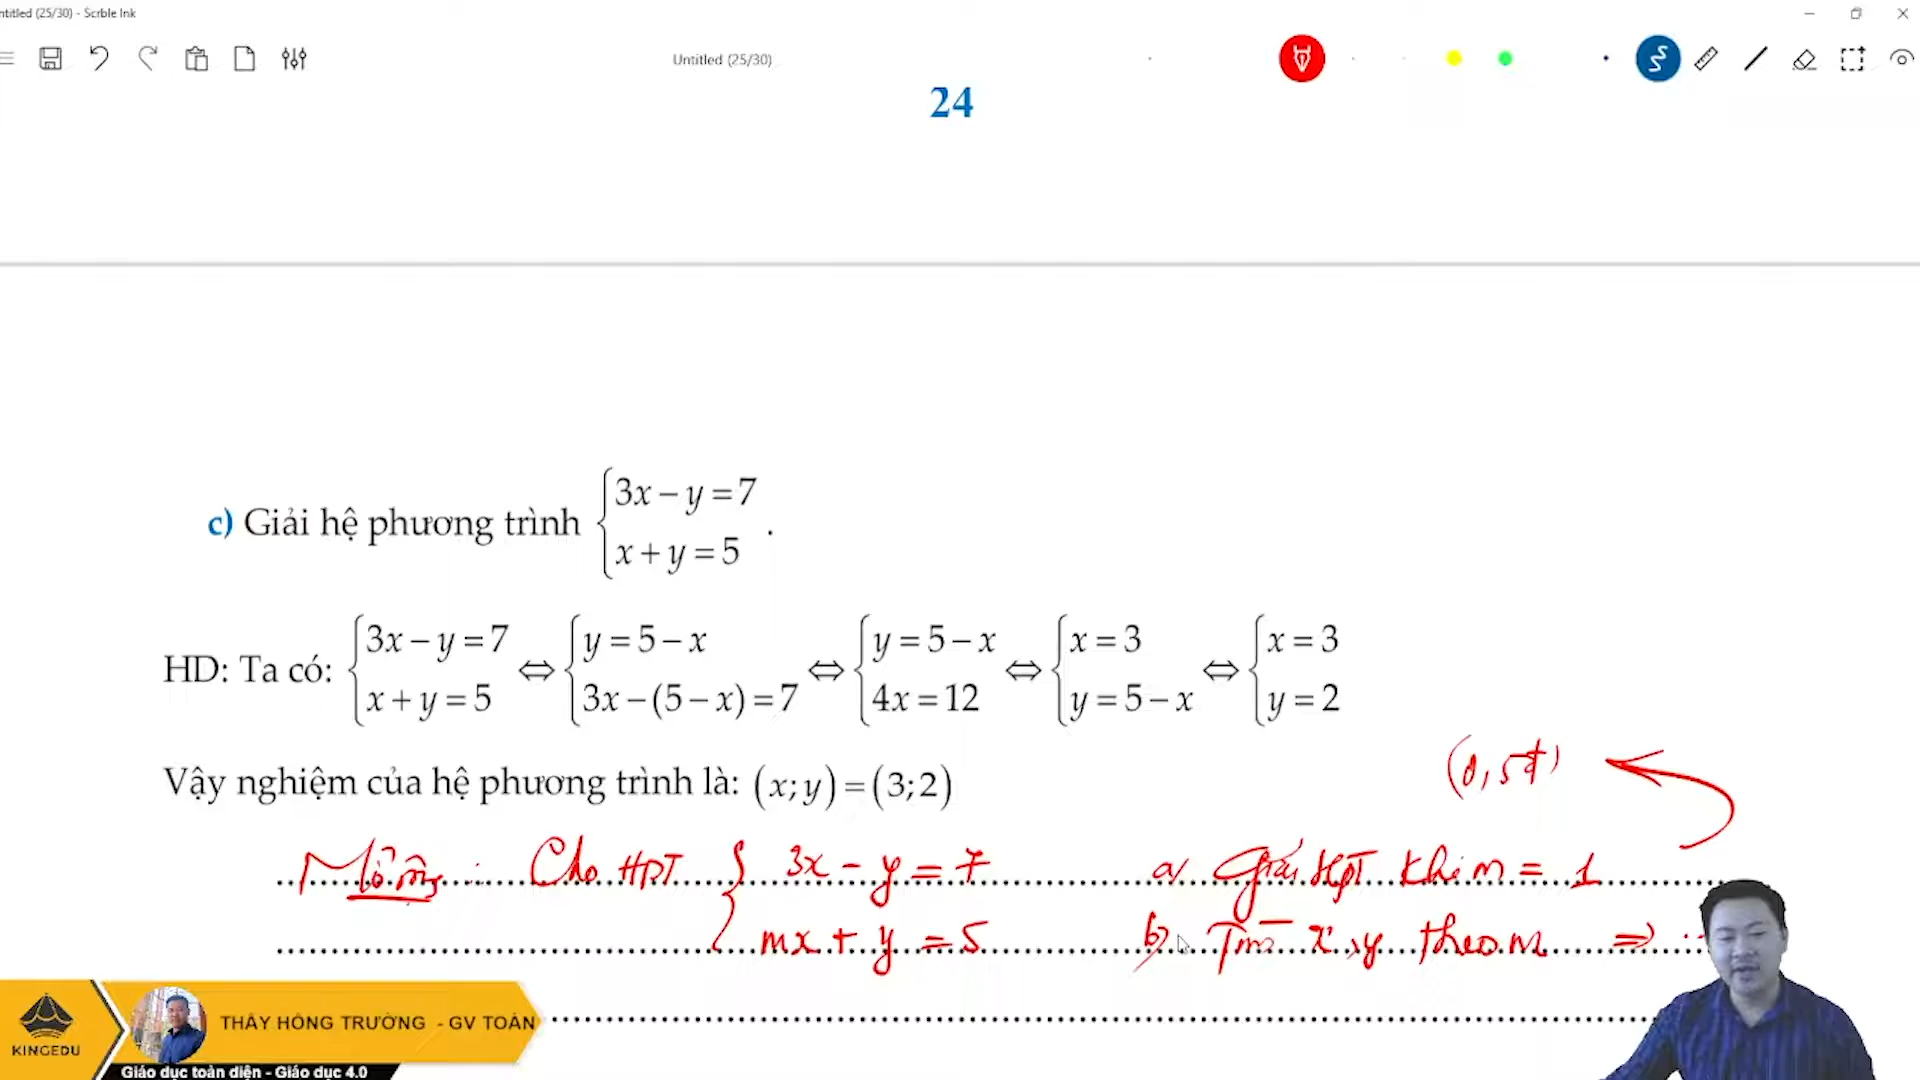 ntitled (25/30) - Scrble Ink
Untitled (25/30)
24
c) Giải hệ phương trình { 3x − y = 7 ; x + y = 5 .
HD: Ta có: { 3x − y = 7 ; x + y = 5 ⇔ { y = 5 − x ; 3x − (5 − x) = 7 ⇔ { y = 5 − x ; 4x = 12 ⇔ { x = 3 ; y = 5 − x ⇔ { x = 3 ; y = 2
Vậy nghiệm của hệ phương trình là: (x; y) = (3; 2)
(0,5đ)
Mở rộng: Cho HPT { 3x − y = 7 a) Giải HPT khi m = 1
mx + y = 5 b) Tìm x, y theo m ⇒ ...
THẦY HỒNG TRƯỜNG - GV TOÁN
KINGEDU
Giáo dục toàn diện - Giáo dục 4.0